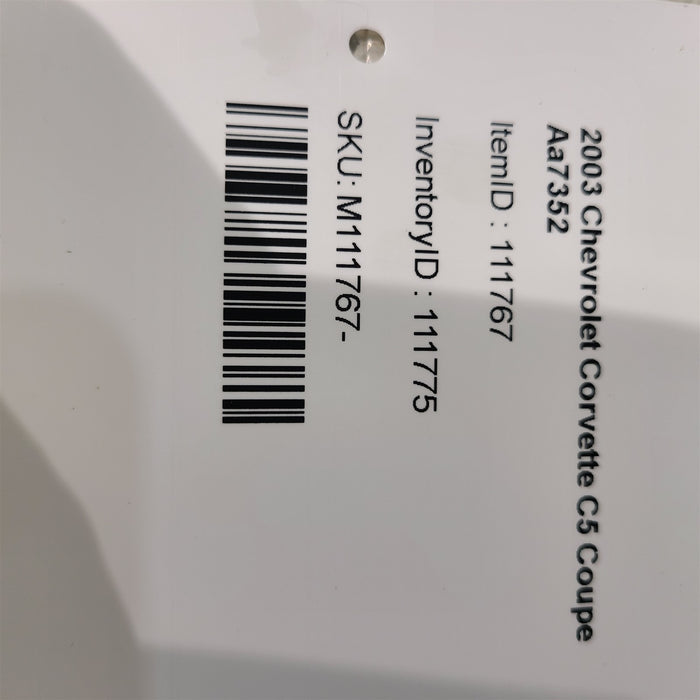 2003 Chevrolet Corvette C5 Coupe
Aa7352
ItemID : 111767
InventoryID : 111775
SKU: M111767-